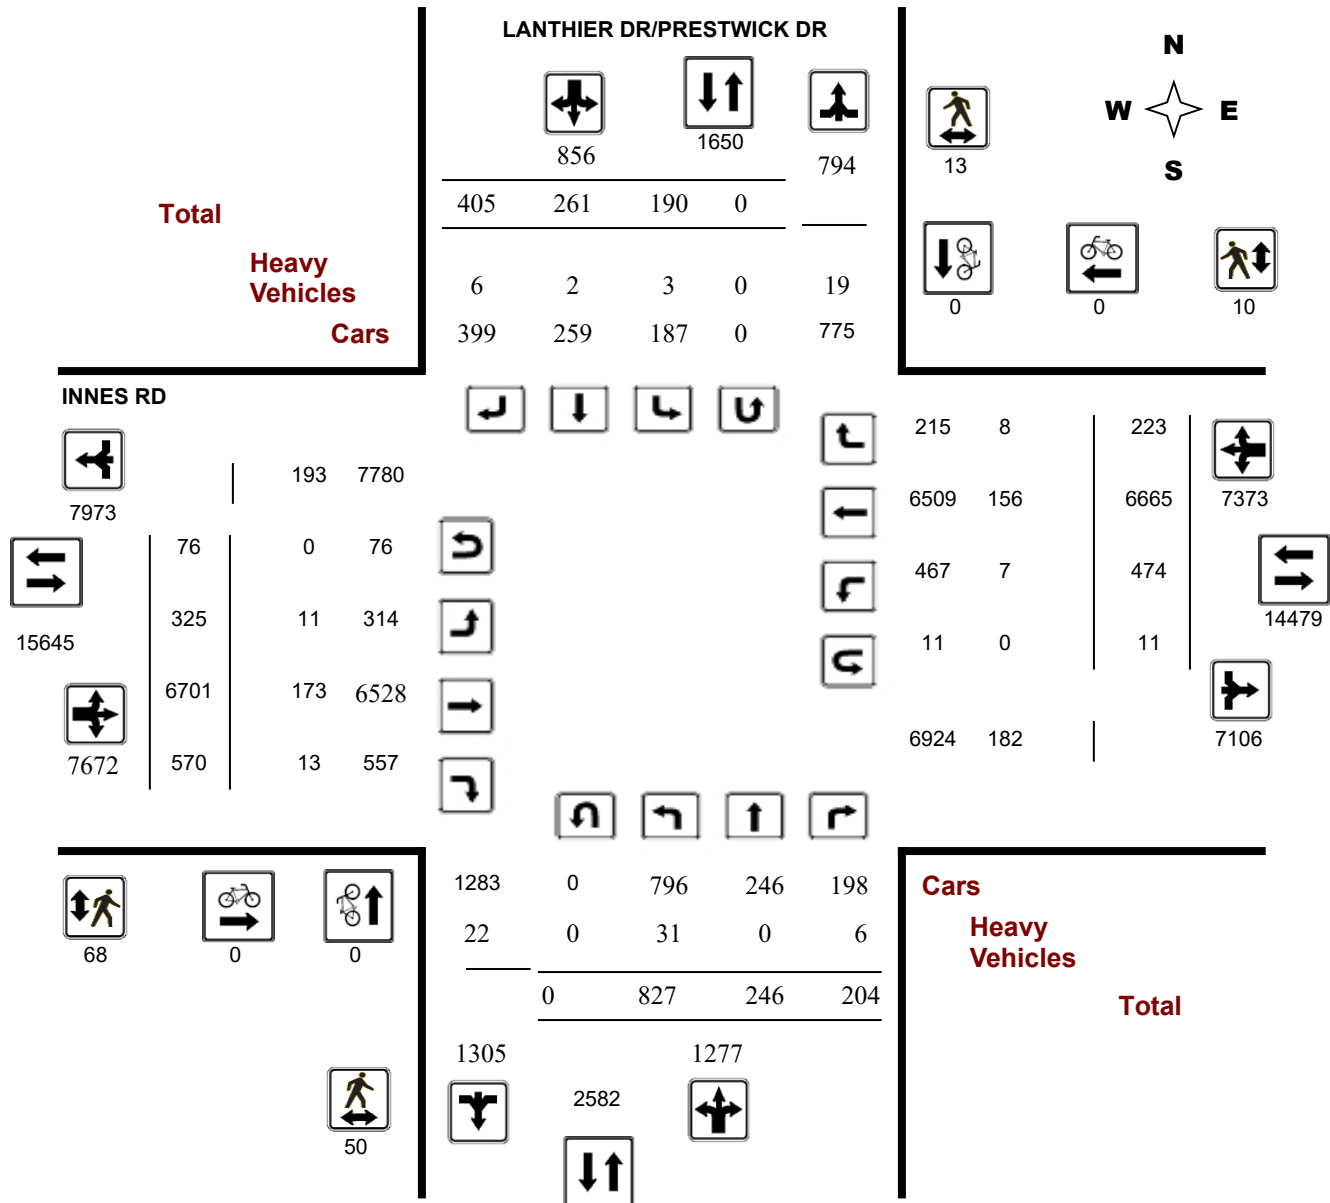 LANTHIER DR/PRESTWICK DR
N
W E
S
856 1650 794 13
Total 405 261 190 0
Heavy
Vehicles 6 2 3 0 19
0 0 10
Cars 399 259 187 0 775
INNES RD
215 8 223
193 7780
7973
6509 156 6665 7373
76 0 76
467 7 474
325 11 314
14479
15645
11 0 11
6701 173 6528
6924 182 7106
7672 570 13 557
1283 0 796 246 198 Cars
22 0 31 0 6 Heavy
Vehicles
68 0 0
0 827 246 204 Total
1305 1277
2582
50